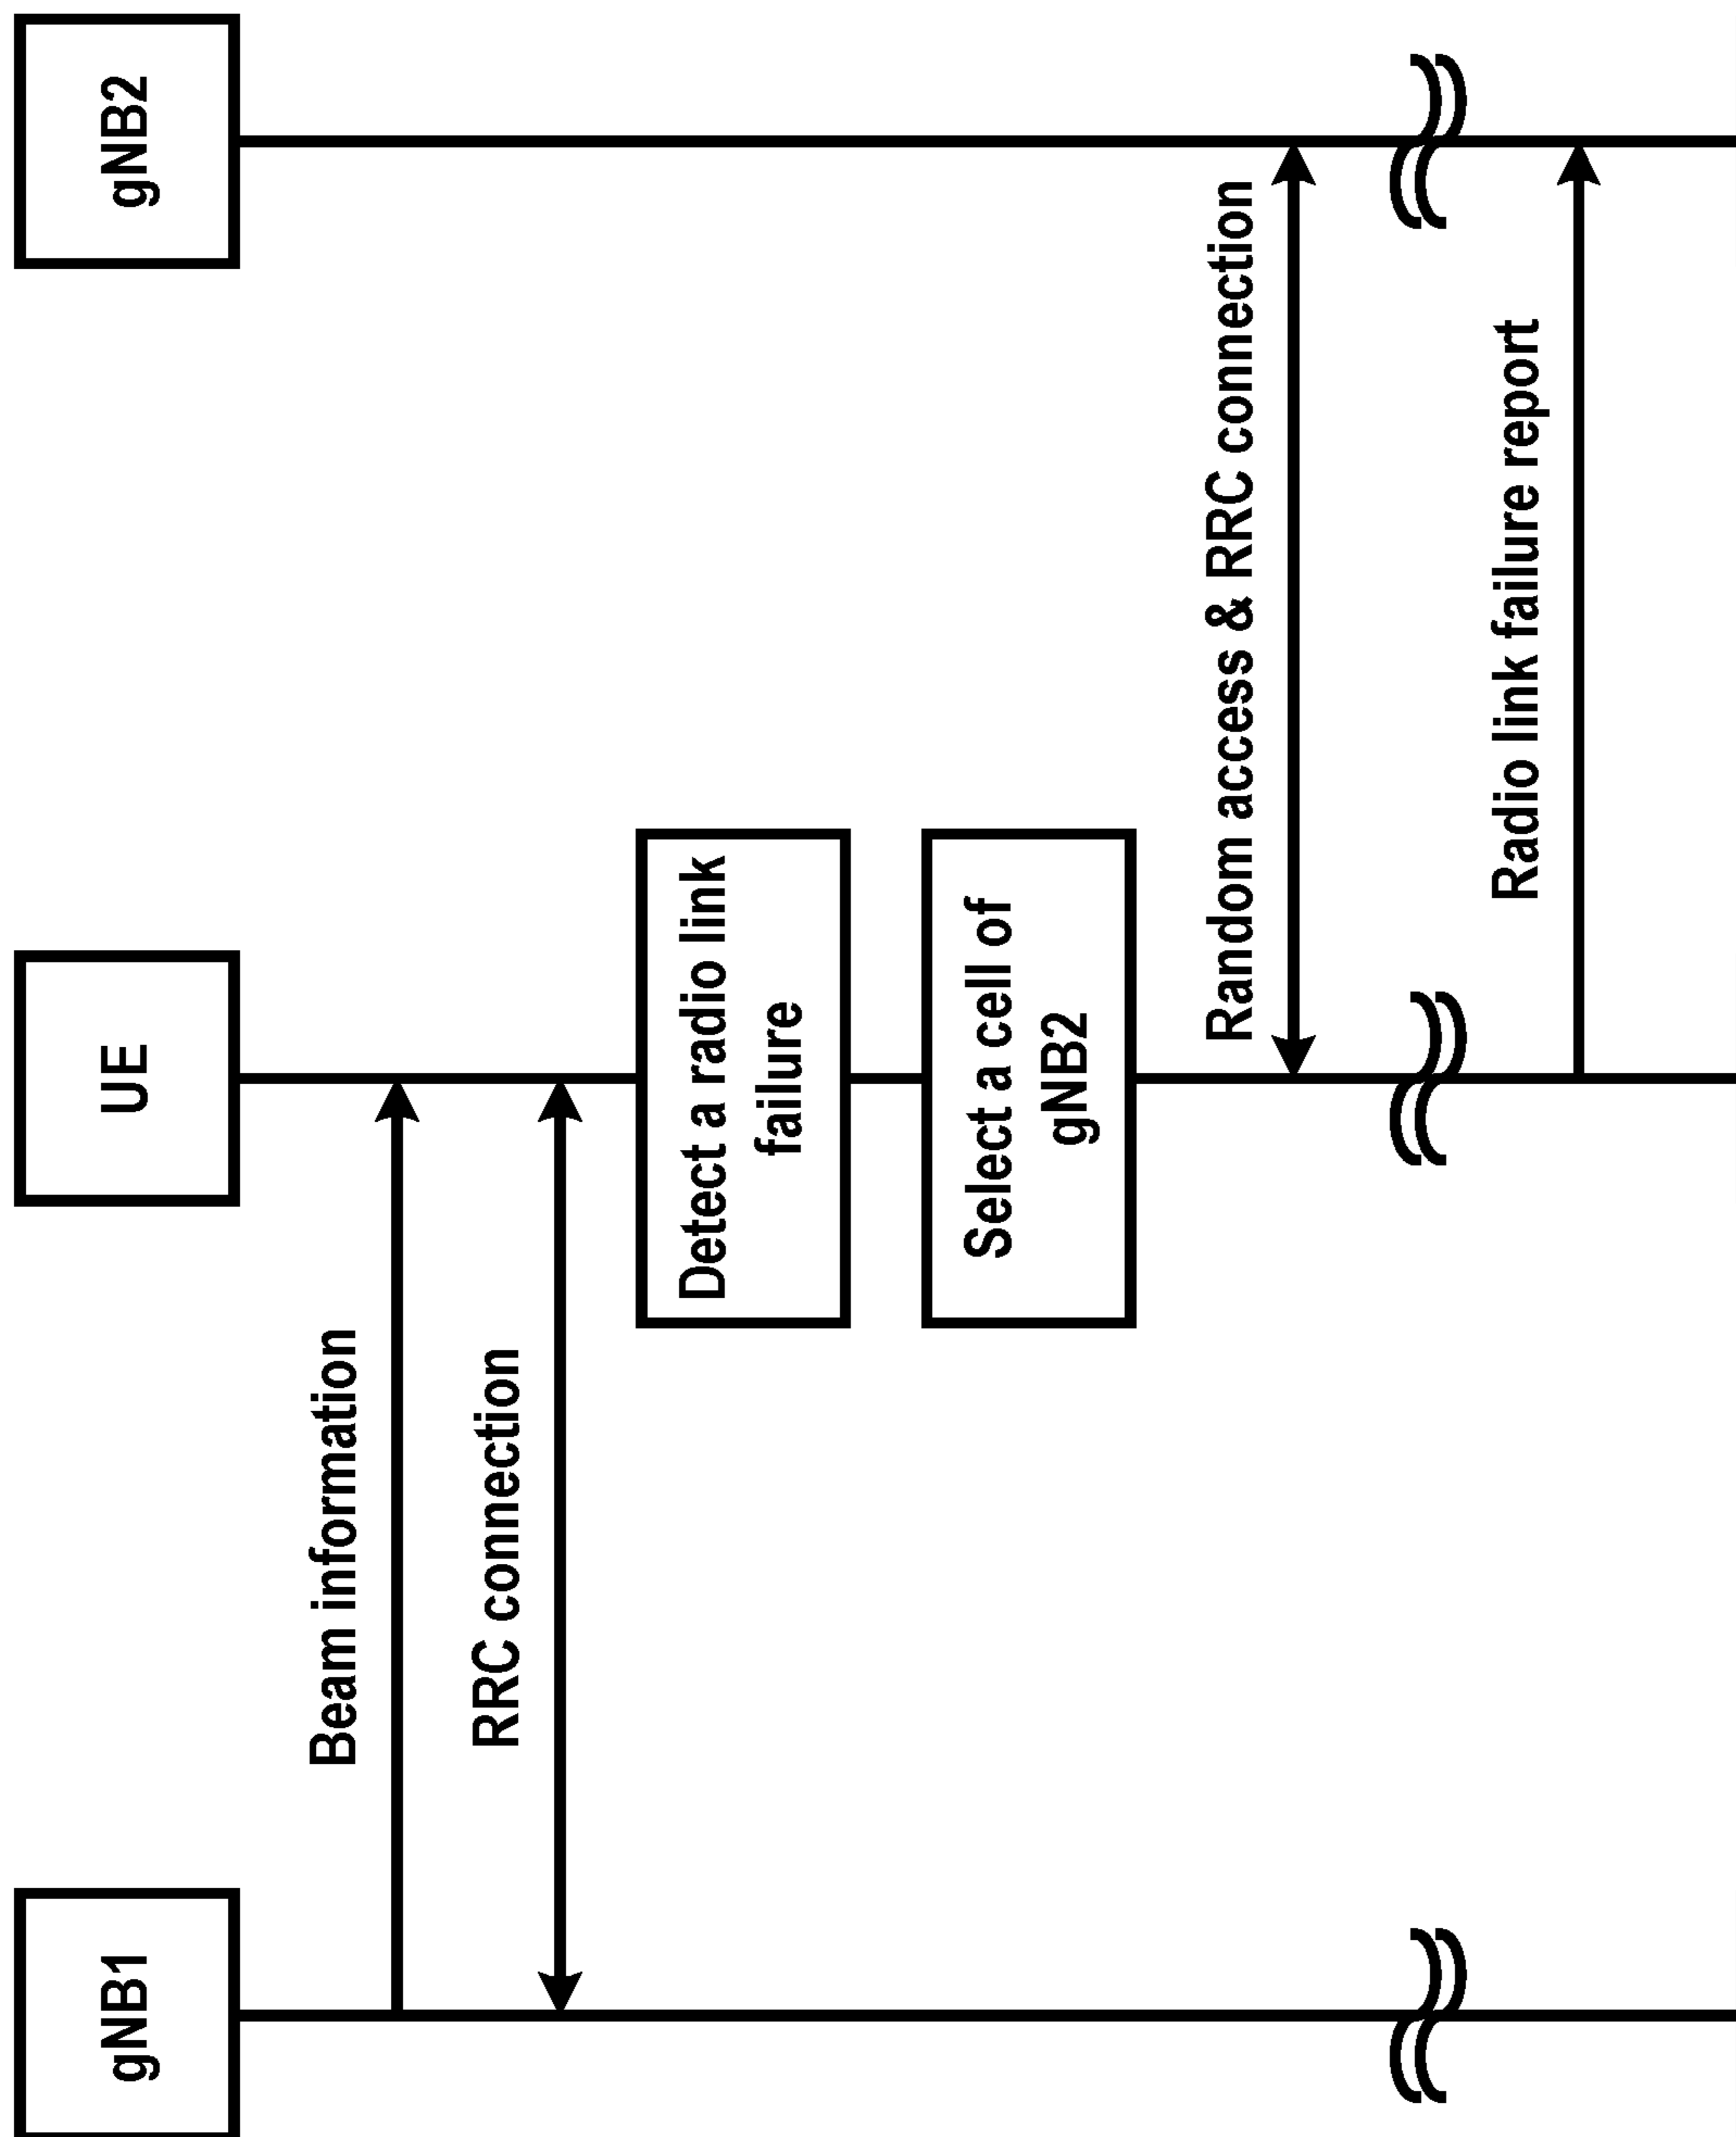 gNB1
UE
gNB2
Beam information
RRC connection
Detect a radio link
failure
Select a cell of
gNB2
Random access & RRC connection
Radio link failure report